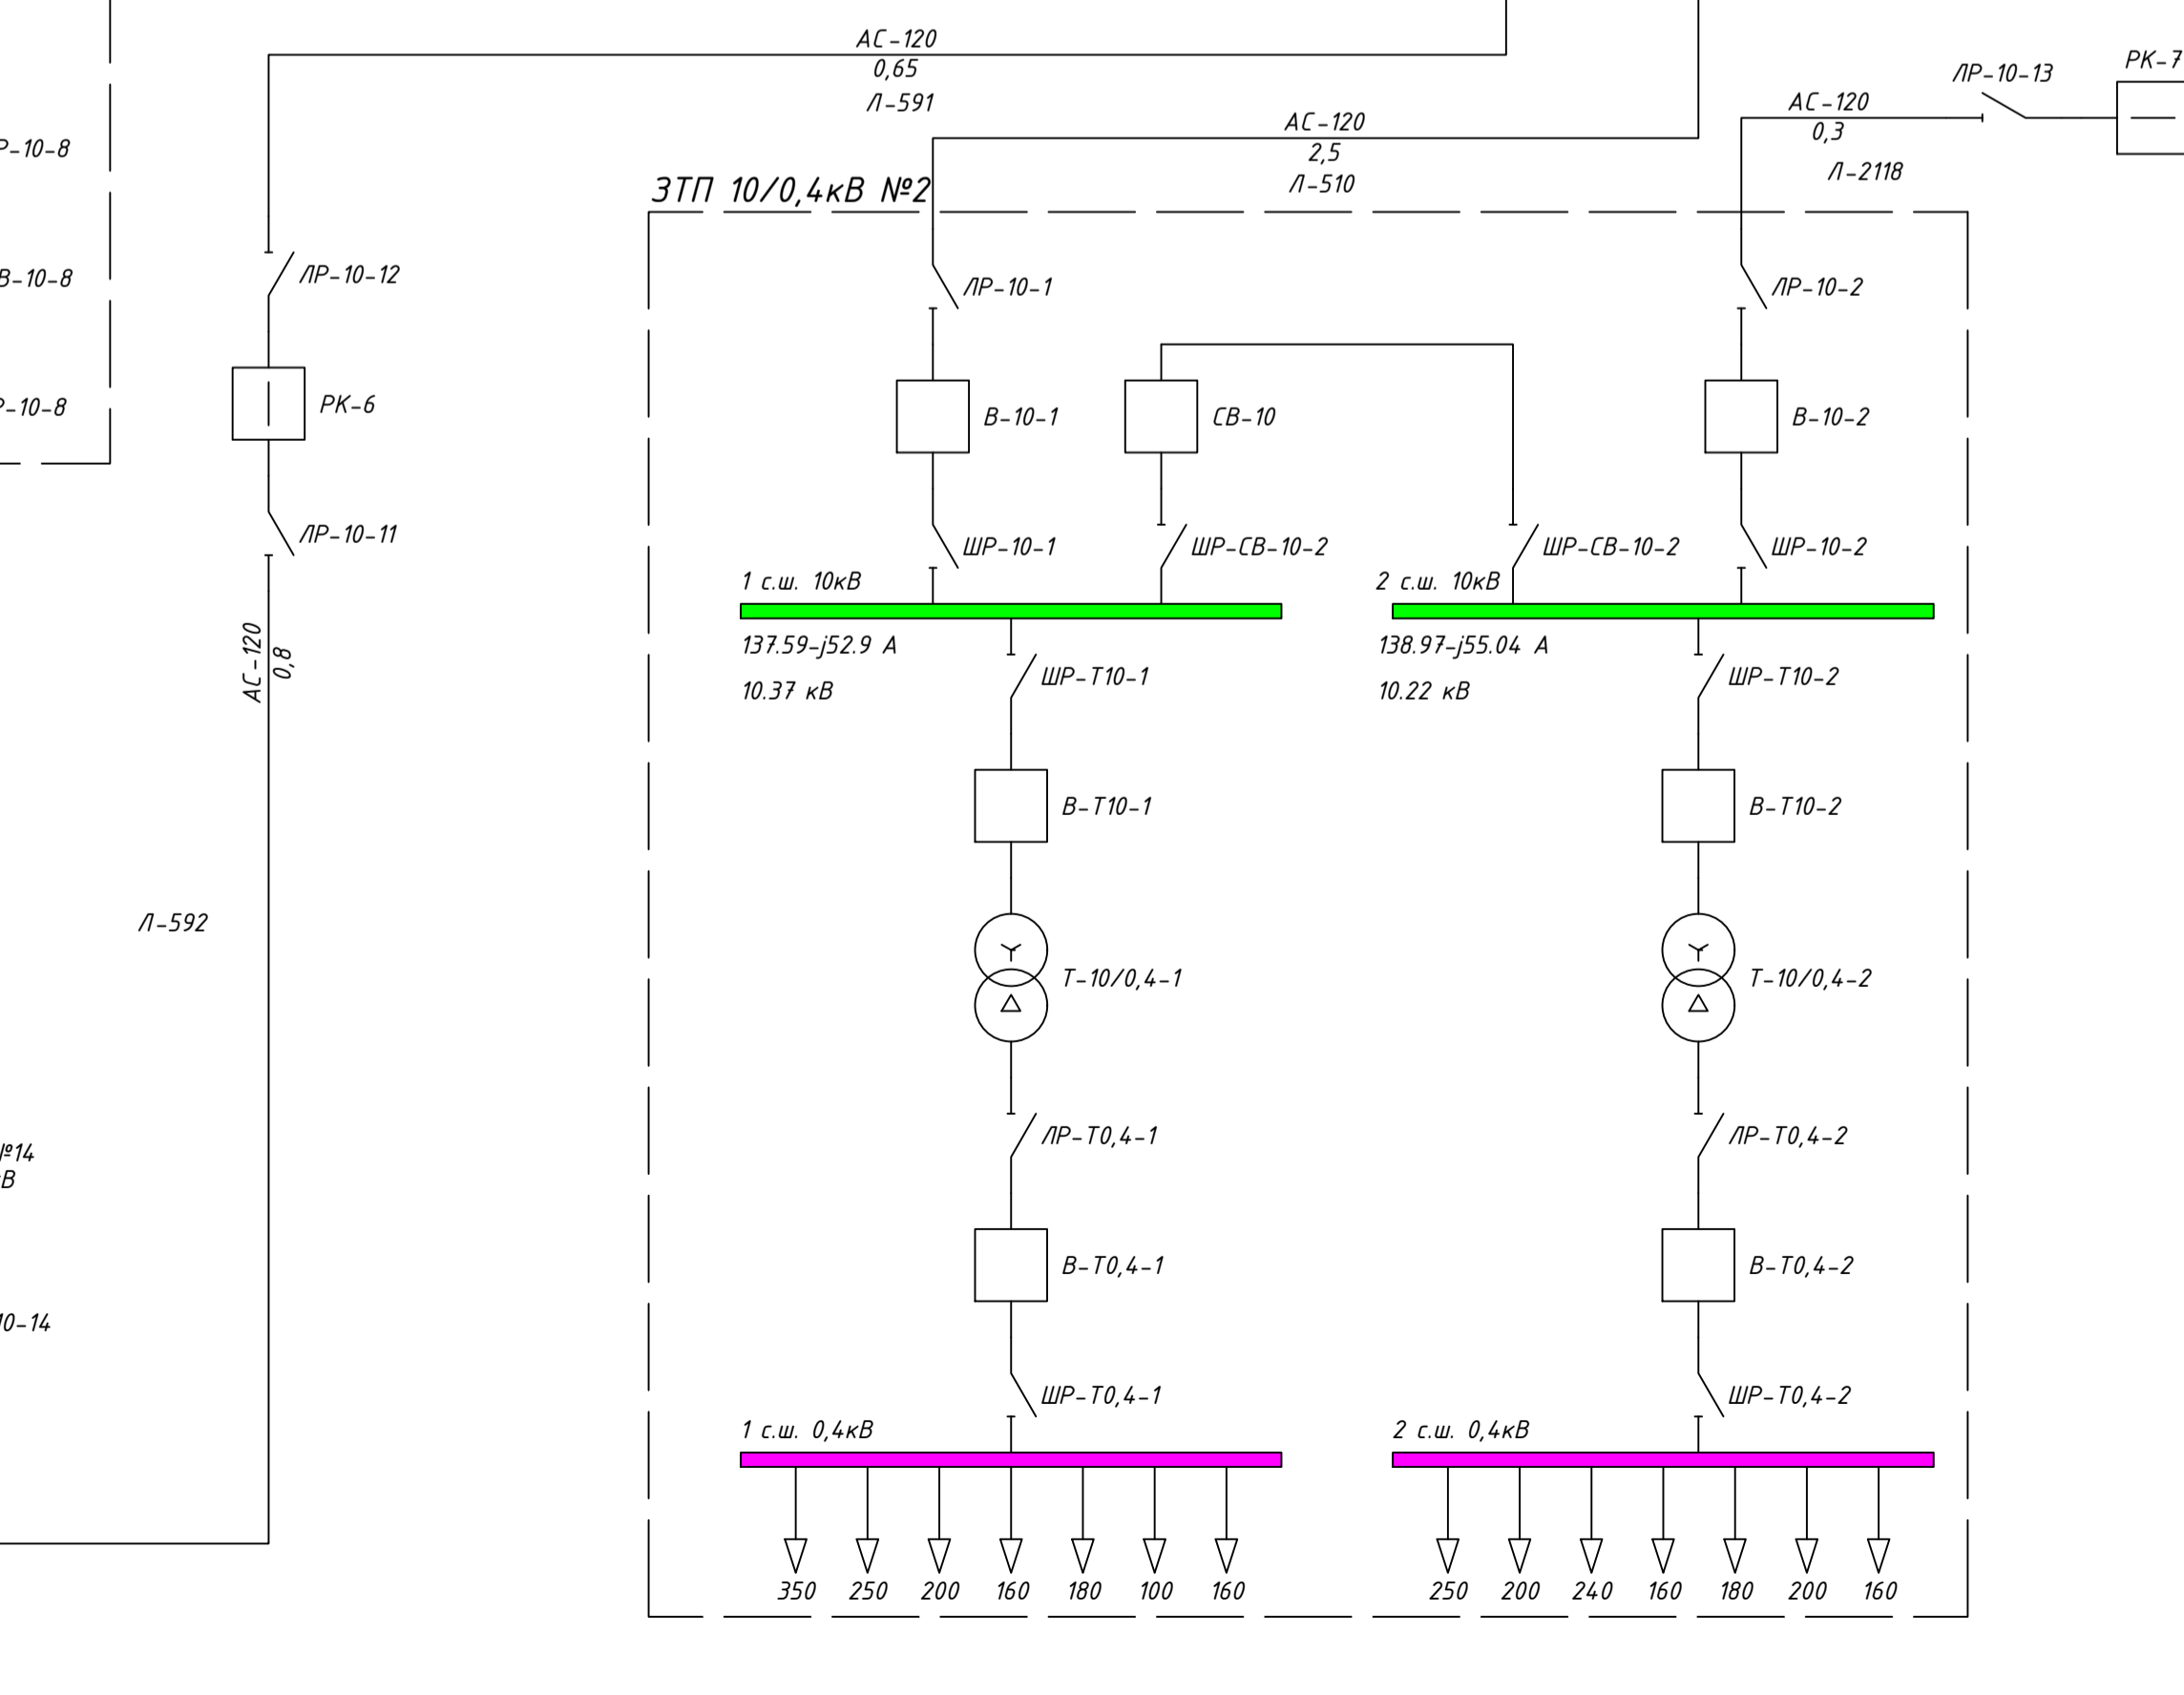 АС-120
0,65
Л-591
АС-120
2,5
Л-510
АС-120
0,3
Л-2118
ЛР-10-13
РК-7
Р-10-8
В-10-8
Р-10-8
ЗТП 10/0,4кВ №2
ЛР-10-12
РК-6
ЛР-10-11
АС-120
0,8
Л-592
№14
кВ
10-14
ЛР-10-1
ЛР-10-2
В-10-1
СВ-10
В-10-2
ШР-10-1
ШР-СВ-10-2
ШР-СВ-10-2
ШР-10-2
1 с.ш. 10кВ
2 с.ш. 10кВ
137.59-j52.9 А
10.37 кВ
138.97-j55.04 А
10.22 кВ
ШР-Т10-1
ШР-Т10-2
В-Т10-1
В-Т10-2
Т-10/0,4-1
Т-10/0,4-2
ЛР-Т0,4-1
ЛР-Т0,4-2
В-Т0,4-1
В-Т0,4-2
ШР-Т0,4-1
ШР-Т0,4-2
1 с.ш. 0,4кВ
2 с.ш. 0,4кВ
350 250 200 160 180 100 160
250 200 240 160 180 200 160